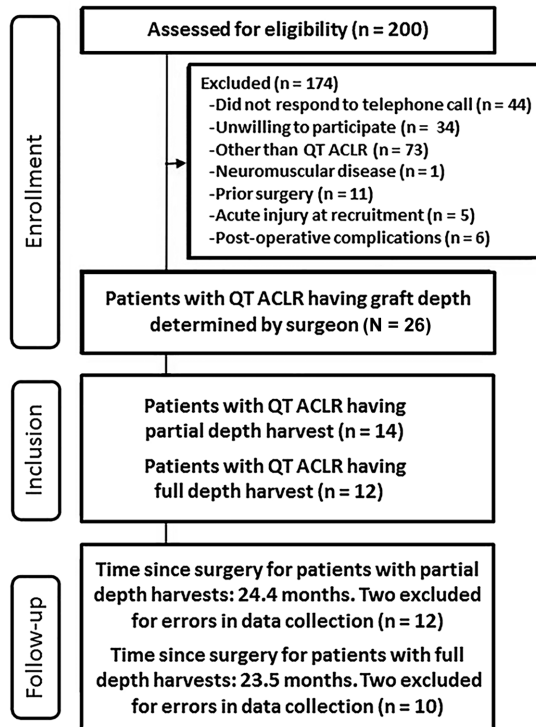 Enrollment
Assessed for eligibility (n = 200)
Excluded (n = 174)
-Did not respond to telephone call (n = 44)
-Unwilling to participate (n = 34)
-Other than QT ACLR (n = 73)
-Neuromuscular disease (n = 1)
-Prior surgery (n = 11)
-Acute injury at recruitment (n = 5)
-Post-operative complications (n = 6)
Patients with QT ACLR having graft depth
determined by surgeon (N = 26)
Inclusion
Patients with QT ACLR having
partial depth harvest (n = 14)
Patients with QT ACLR having
full depth harvest (n = 12)
Follow-up
Time since surgery for patients with partial
depth harvests: 24.4 months. Two excluded
for errors in data collection (n = 12)
Time since surgery for patients with full
depth harvests: 23.5 months. Two excluded
for errors in data collection (n = 10)